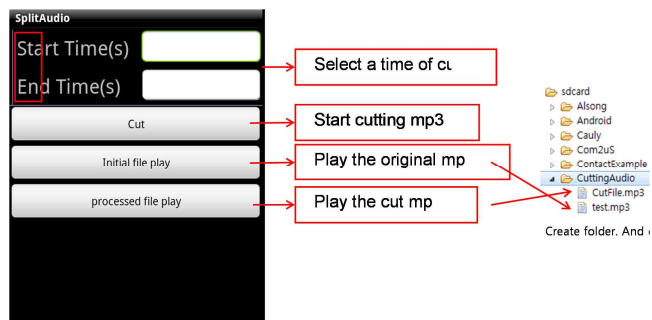 SplitAudio
Start Time(s)
End Time(s)
Cut
Initial file play
processed file play
Select a time of cu
Start cutting mp3
Play the original mp
Play the cut mp
sdcard
Alsong
Android
Cauly
Com2uS
ContactExample
CuttingAudio
CutFile.mp3
test.mp3
Create folder. And